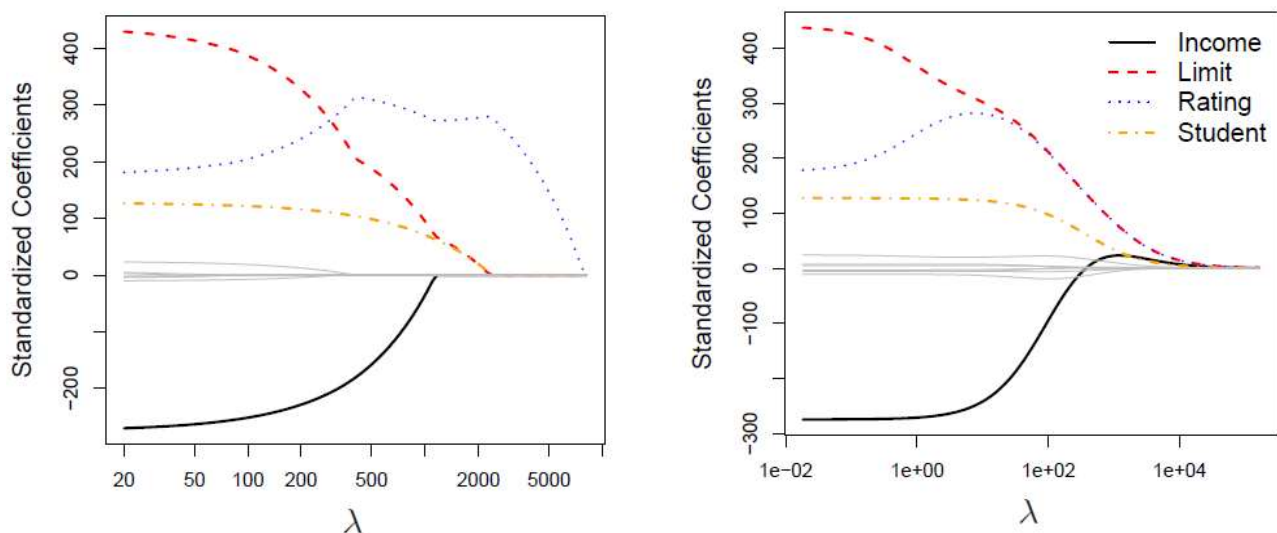 Standardized Coefficients
400
300
200
100
0
-200
20 50 100 200 500 2000 5000
λ
Standardized Coefficients
400
300
200
100
0
-100
-300
1e-02 1e+00 1e+02 1e+04
λ
Income
Limit
Rating
Student